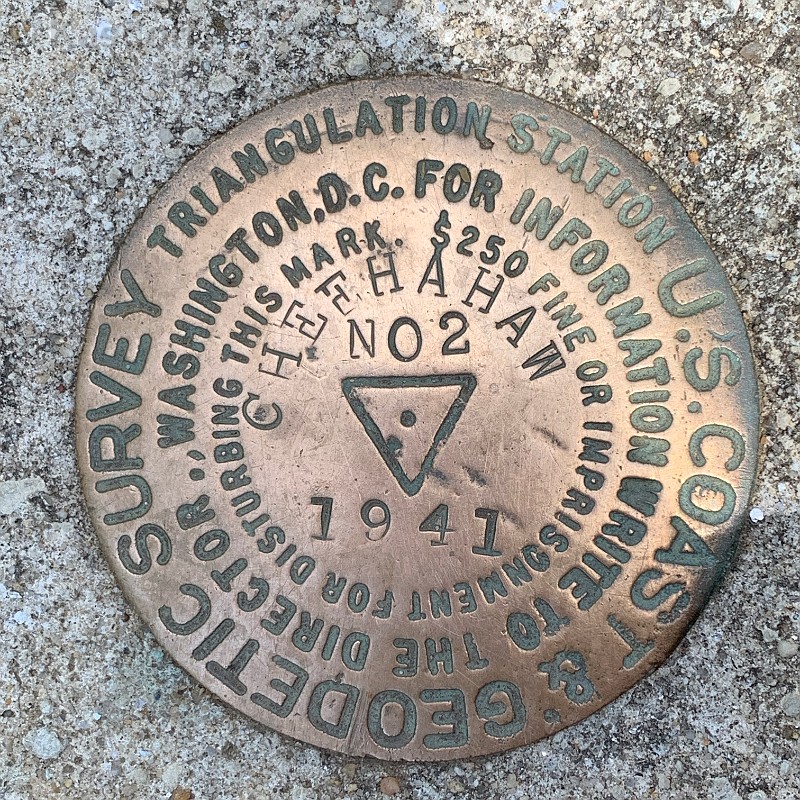 U.S. COAST & GEODETIC SURVEY
TRIANGULATION STATION
FOR INFORMATION WRITE TO THE DIRECTOR, WASHINGTON, D.C.
$250 FINE OR IMPRISONMENT FOR DISTURBING THIS MARK.
CHEEHAHAW
NO 2
1941